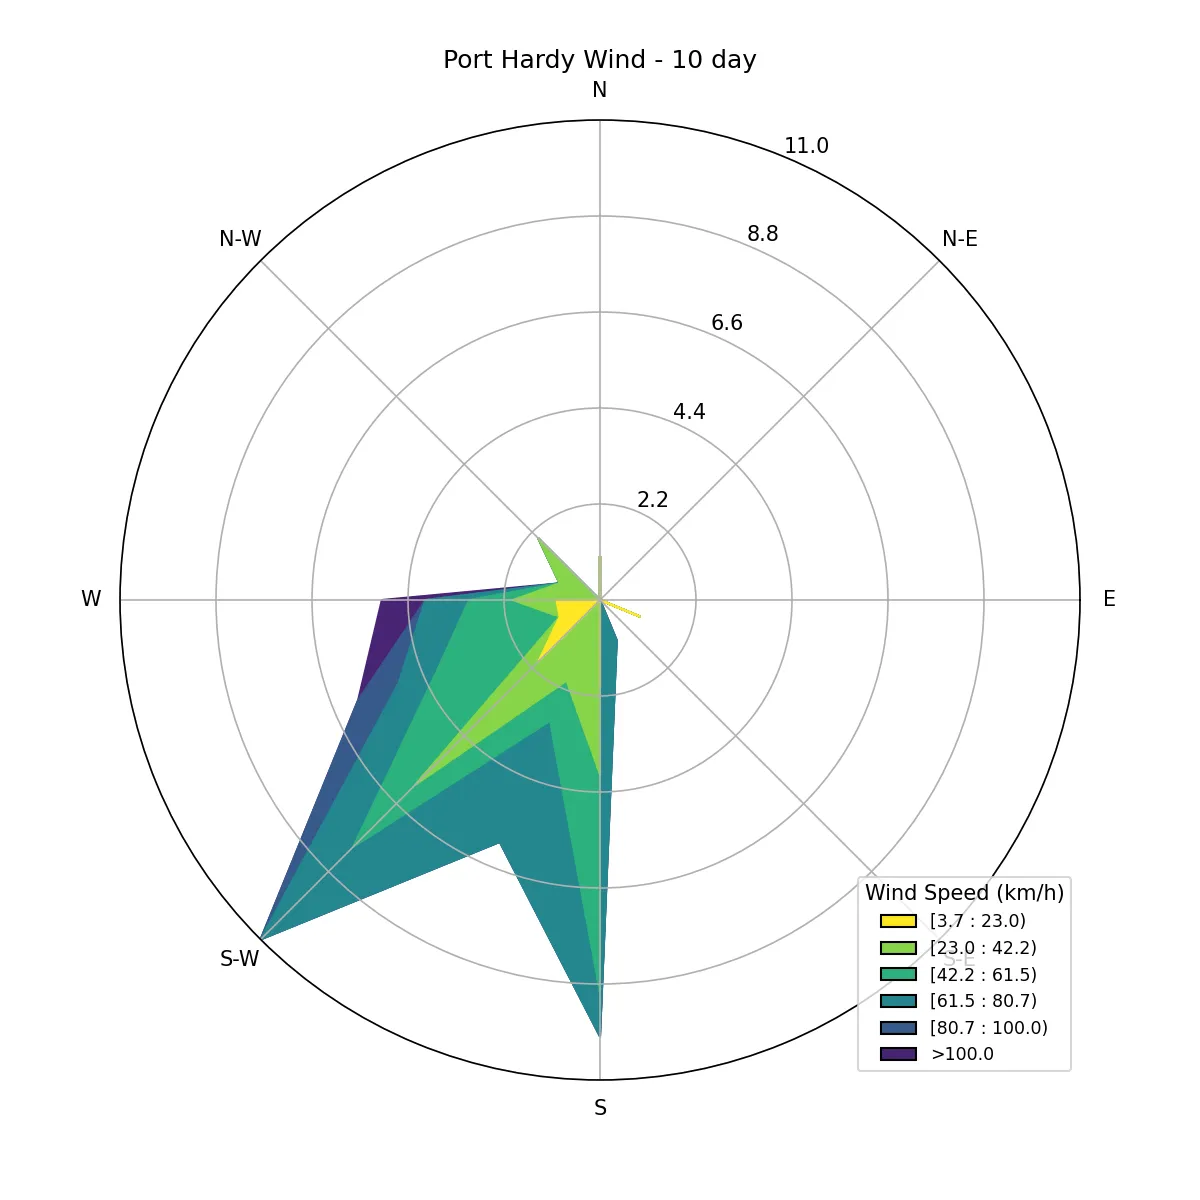 Port Hardy Wind - 10 day
N
11.0
N-W
8.8
N-E
6.6
4.4
2.2
W
E
Wind Speed (km/h)
[3.7 : 23.0)
[23.0 : 42.2)
S-W
S-E
[42.2 : 61.5)
[61.5 : 80.7)
[80.7 : 100.0)
>100.0
S